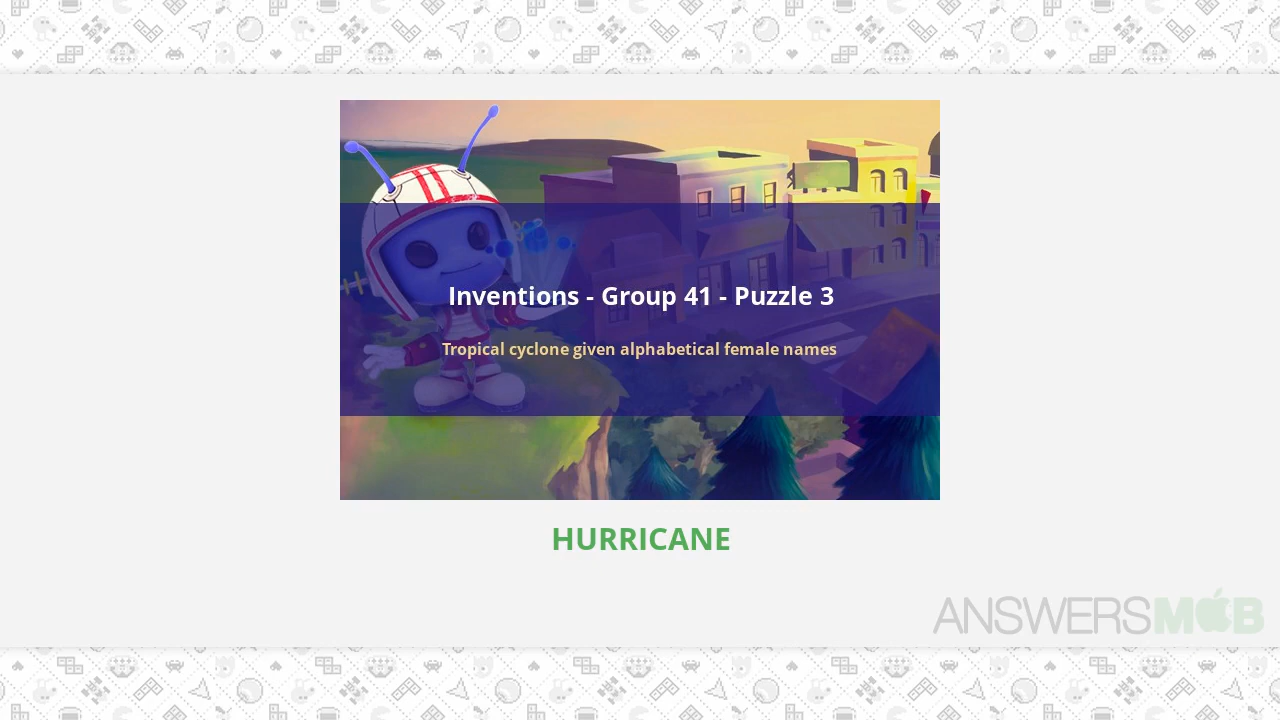 Inventions - Group 41 - Puzzle 3
Tropical cyclone given alphabetical female names
HURRICANE
ANSWERSMOB